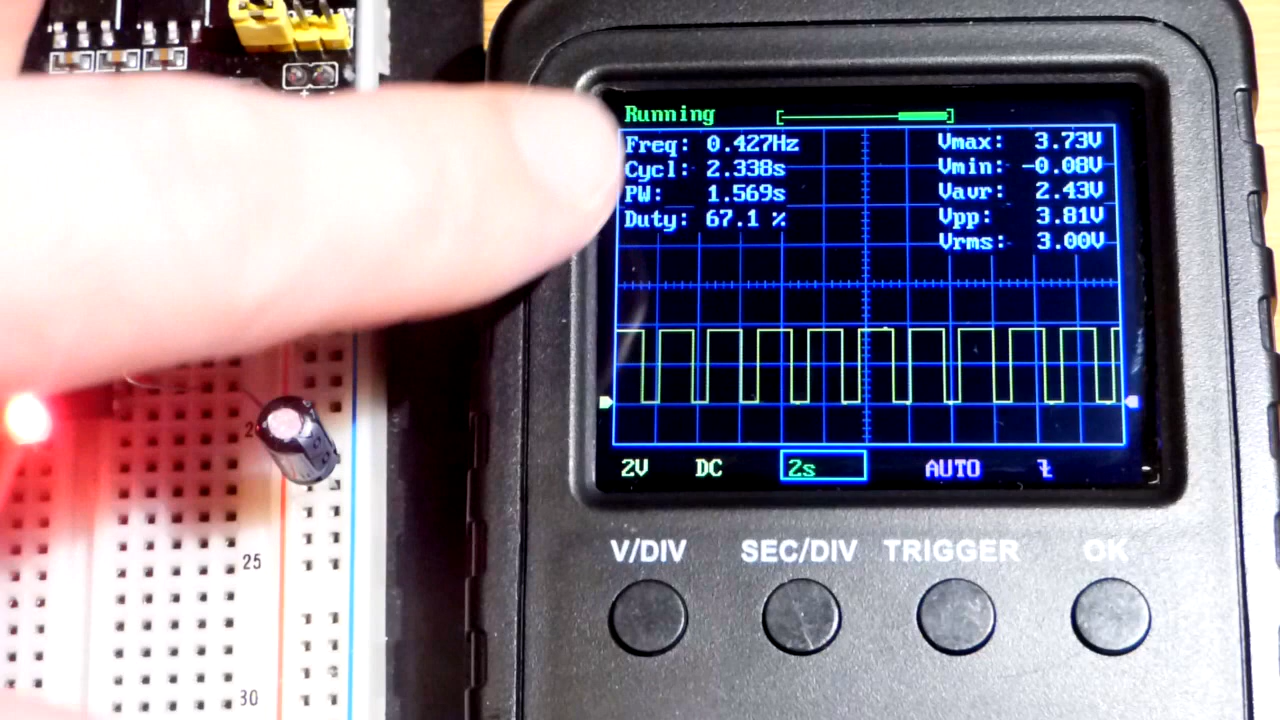 Running
Freq: 0.427Hz
Cycl: 2.338s
PW: 1.569s
Duty: 67.1 %
Vmax: 3.73V
Vmin: -0.08V
Vavr: 2.43V
Vpp: 3.81V
Vrms: 3.00V
2V DC 2s AUTO
V/DIV SEC/DIV TRIGGER OK
25
30